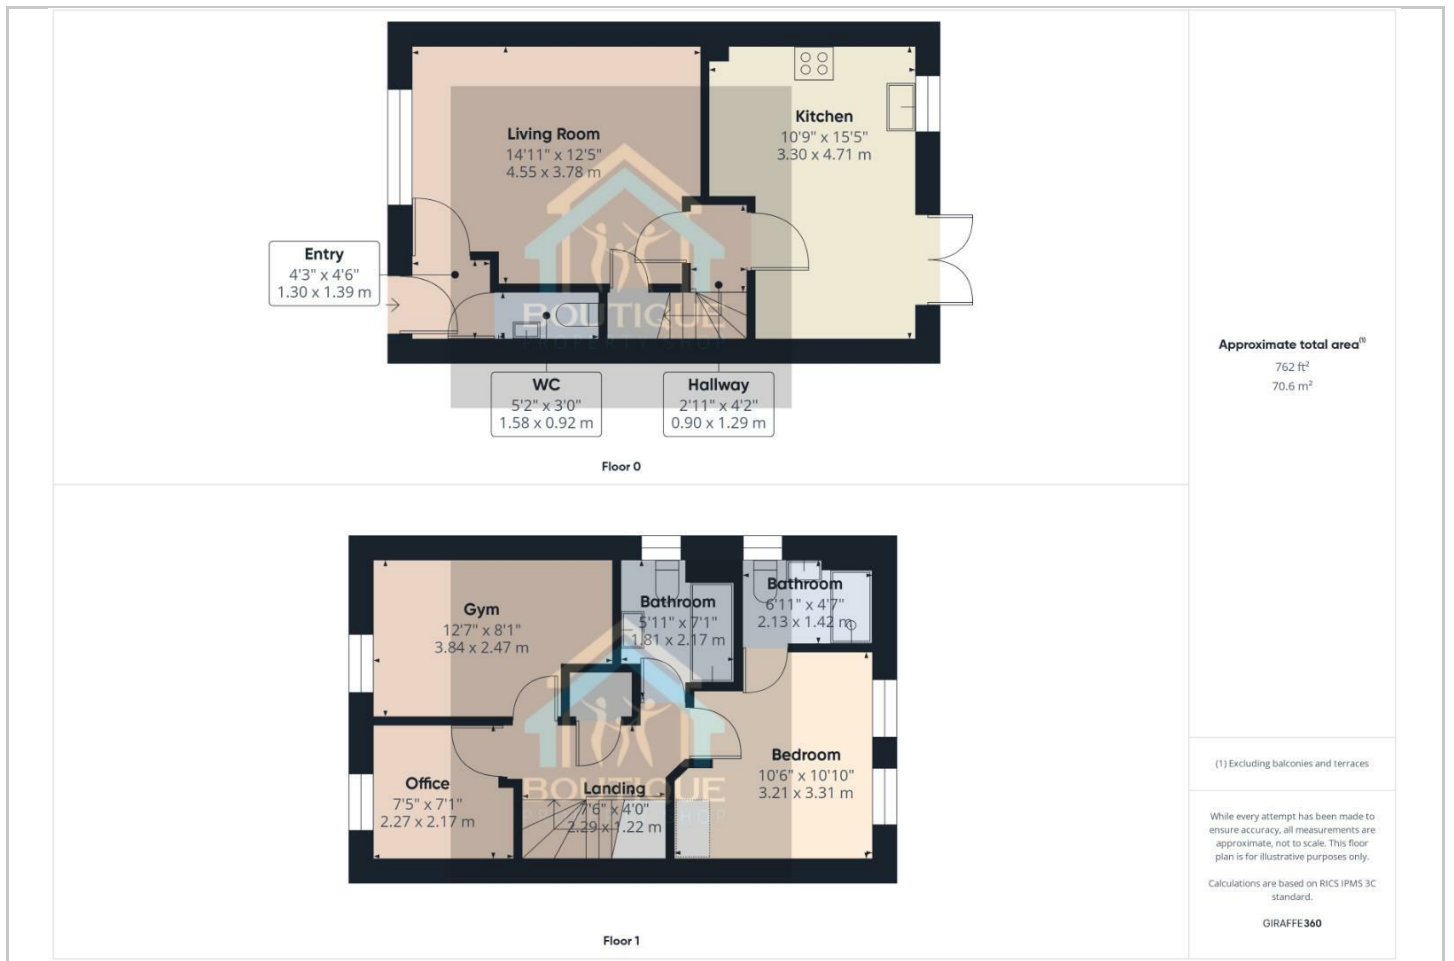 Living Room
14'11" x 12'5"
4.55 x 3.78 m
Kitchen
10'9" x 15'5"
3.30 x 4.71 m
Entry
4'3" x 4'6"
1.30 x 1.39 m
BOUTIQUE
PROPERTY SHOP
WC
5'2" x 3'0"
1.58 x 0.92 m
Hallway
2'11" x 4'2"
0.90 x 1.29 m
Floor 0
Approximate total area(1)
762 ft²
70.6 m²
Gym
12'7" x 8'1"
3.84 x 2.47 m
Bathroom
5'11" x 7'1"
1.81 x 2.17 m
Bathroom
6'11" x 4'7"
2.13 x 1.42 m
Office
7'5" x 7'1"
2.27 x 2.17 m
Landing
7'6" x 4'0"
2.29 x 1.22 m
Bedroom
10'6" x 10'10"
3.21 x 3.31 m
BOUTIQUE
PROPERTY SHOP
Floor 1
(1) Excluding balconies and terraces
While every attempt has been made to
ensure accuracy, all measurements are
approximate, not to scale. This floor
plan is for illustrative purposes only.
Calculations are based on RICS IPMS 3C
standard.
GIRAFFE360